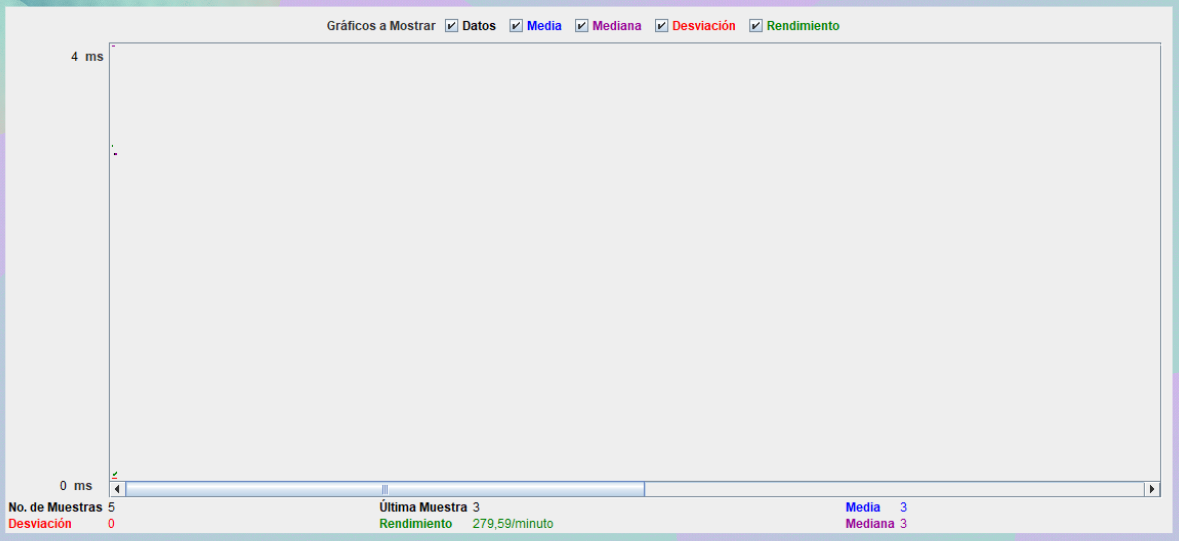 Gráficos a Mostrar Datos Media Mediana Desviación Rendimiento
4 ms
0 ms
No. de Muestras 5 Última Muestra 3 Media 3
Desviación 0 Rendimiento 279,59/minuto Mediana 3